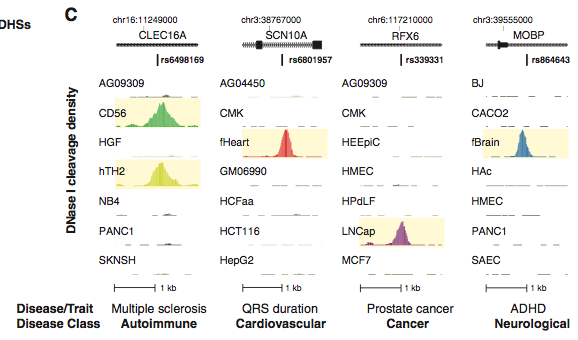 DHSs
C
chr16:11249000
CLEC16A
rs6498169
chr3:38767000
SCN10A
rs6801957
chr6:117210000
RFX6
rs339331
chr3:39555000
MOBP
rs864643
DNase I cleavage density
AG09309
CD56
HGF
hTH2
NB4
PANC1
SKNSH
AG04450
CMK
fHeart
GM06990
HCFaa
HCT116
HepG2
AG09309
CMK
HEEpiC
HMEC
HPdLF
LNCap
MCF7
BJ
CACO2
fBrain
HAc
HMEC
PANC1
SAEC
1 kb
1 kb
1 kb
1 kb
Disease/Trait Multiple sclerosis QRS duration Prostate cancer ADHD
Disease Class Autoimmune Cardiovascular Cancer Neurological